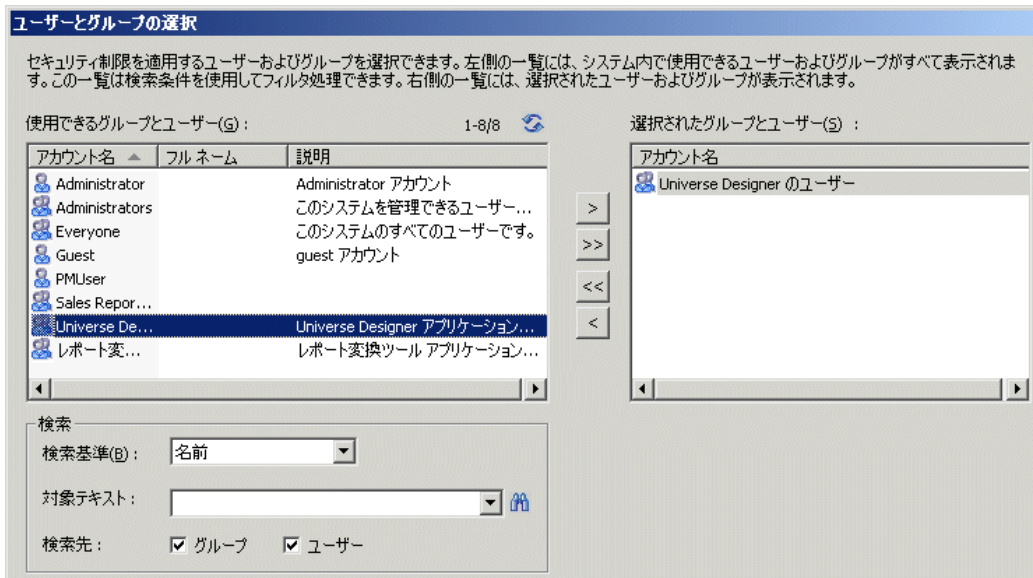 ユーザーとグループの選択
セキュリティ制限を適用するユーザーおよびグループを選択できます。左側の一覧には、システム内で使用できるユーザーおよびグループがすべて表示されま
す。この一覧は検索条件を使用してフィルタ処理できます。右側の一覧には、選択されたユーザーおよびグループが表示されます。
使用できるグループとユーザー(G)： 1-8/8 選択されたグループとユーザー(S) ：
アカウント名 フル ネーム 説明 アカウント名
Administrator Administrator アカウント Universe Designer のユーザー
Administrators このシステムを管理できるユーザー...
Everyone このシステムのすべてのユーザーです。
Guest guest アカウント
PMUser
Sales Repor...
Universe De... Universe Designer アプリケーション...
レポート変... レポート変換ツール アプリケーション...
>
>>
<<
<
検索
検索基準(B)： 名前
対象テキスト：
検索先： グループ ユーザー